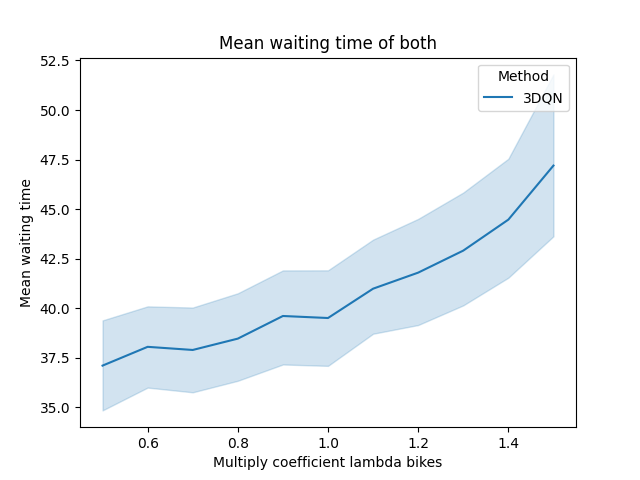 Mean waiting time of both
Method
3DQN
Mean waiting time
52.5
50.0
47.5
45.0
42.5
40.0
37.5
35.0
0.6 0.8 1.0 1.2 1.4
Multiply coefficient lambda bikes